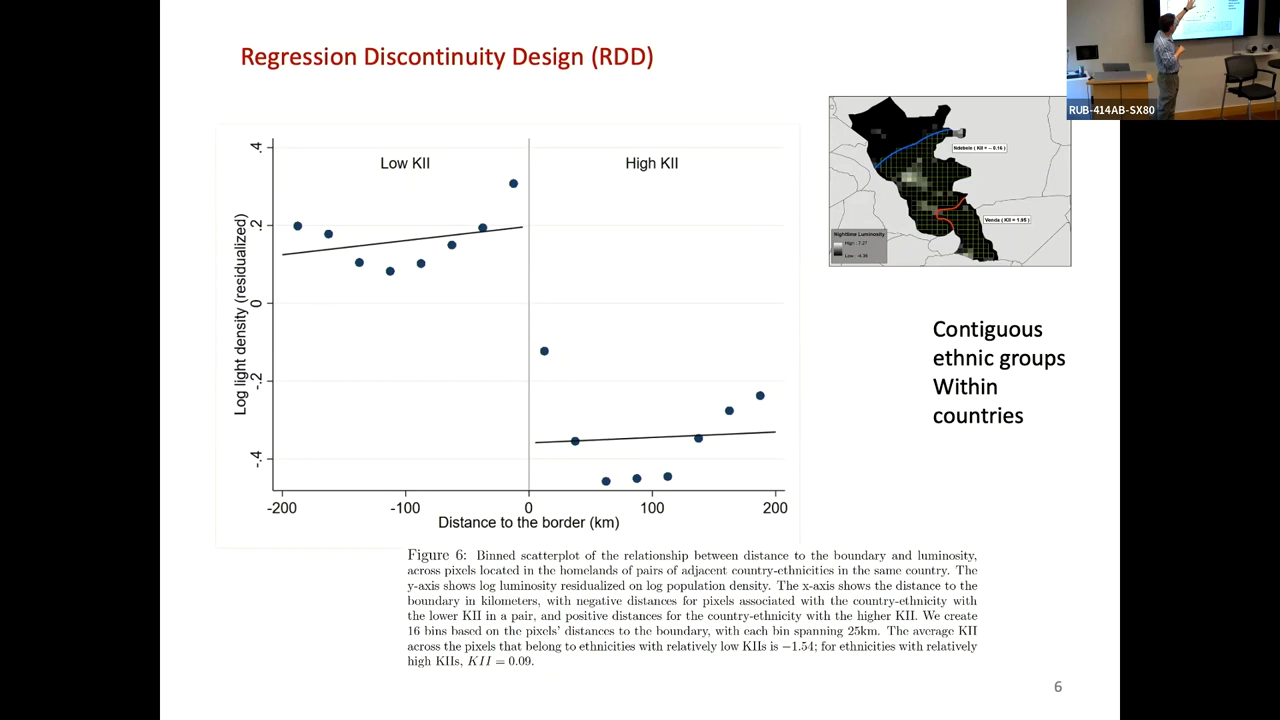 Regression Discontinuity Design (RDD)
RUB-414AB-SX80
Low KII
High KII
Log light density (residualized)
.4
.2
0
-.2
-.4
-200
-100
0
100
200
Distance to the border (km)
Ndebele ( KII = - 0.16 )
Venda ( KII = 1.95 )
Nighttime Luminosity
High : 7.27
Contiguous
ethnic groups
Within
countries
Figure 6: Binned scatterplot of the relationship between distance to the boundary and luminosity,
across pixels located in the homelands of pairs of adjacent country-ethnicities in the same country. The
y-axis shows log luminosity residualized on log population density. The x-axis shows the distance to the
boundary in kilometers, with negative distances for pixels associated with the country-ethnicity with
the lower KII in a pair, and positive distances for the country-ethnicity with the higher KII. We create
16 bins based on the pixels' distances to the boundary, with each bin spanning 25km. The average KII
across the pixels that belong to ethnicities with relatively low KIIs is −1.54; for ethnicities with relatively
high KIIs, KII = 0.09.
6